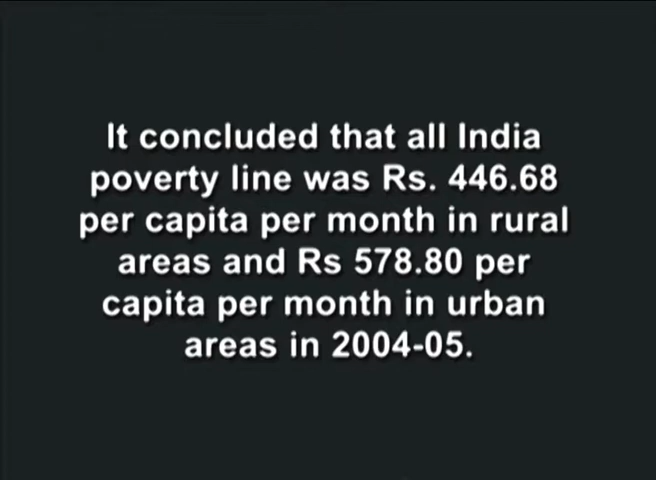 It concluded that all India
poverty line was Rs. 446.68
per capita per month in rural
areas and Rs 578.80 per
capita per month in urban
areas in 2004-05.